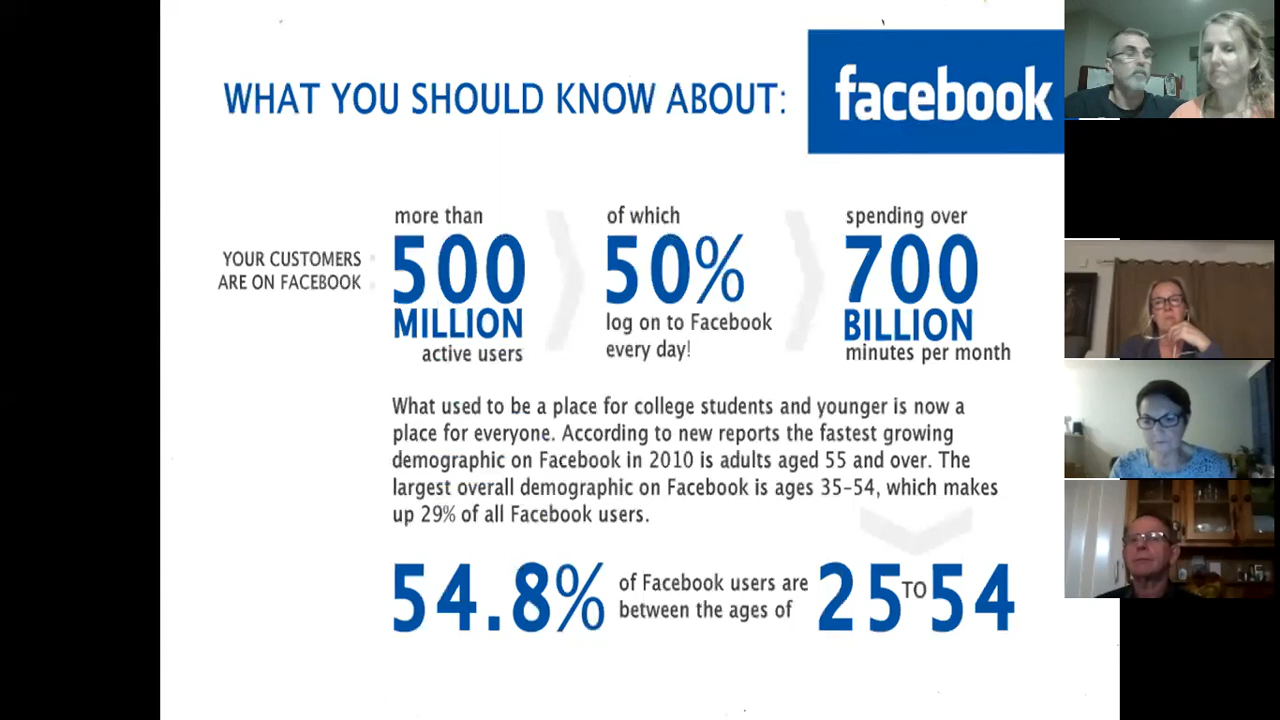 WHAT YOU SHOULD KNOW ABOUT:
facebook
YOUR CUSTOMERS
ARE ON FACEBOOK
more than
500
MILLION
active users
of which
50%
log on to Facebook
every day!
spending over
700
BILLION
minutes per month
What used to be a place for college students and younger is now a
place for everyone. According to new reports the fastest growing
demographic on Facebook in 2010 is adults aged 55 and over. The
largest overall demographic on Facebook is ages 35-54, which makes
up 29% of all Facebook users.
54.8%
of Facebook users are
between the ages of
25 TO 54